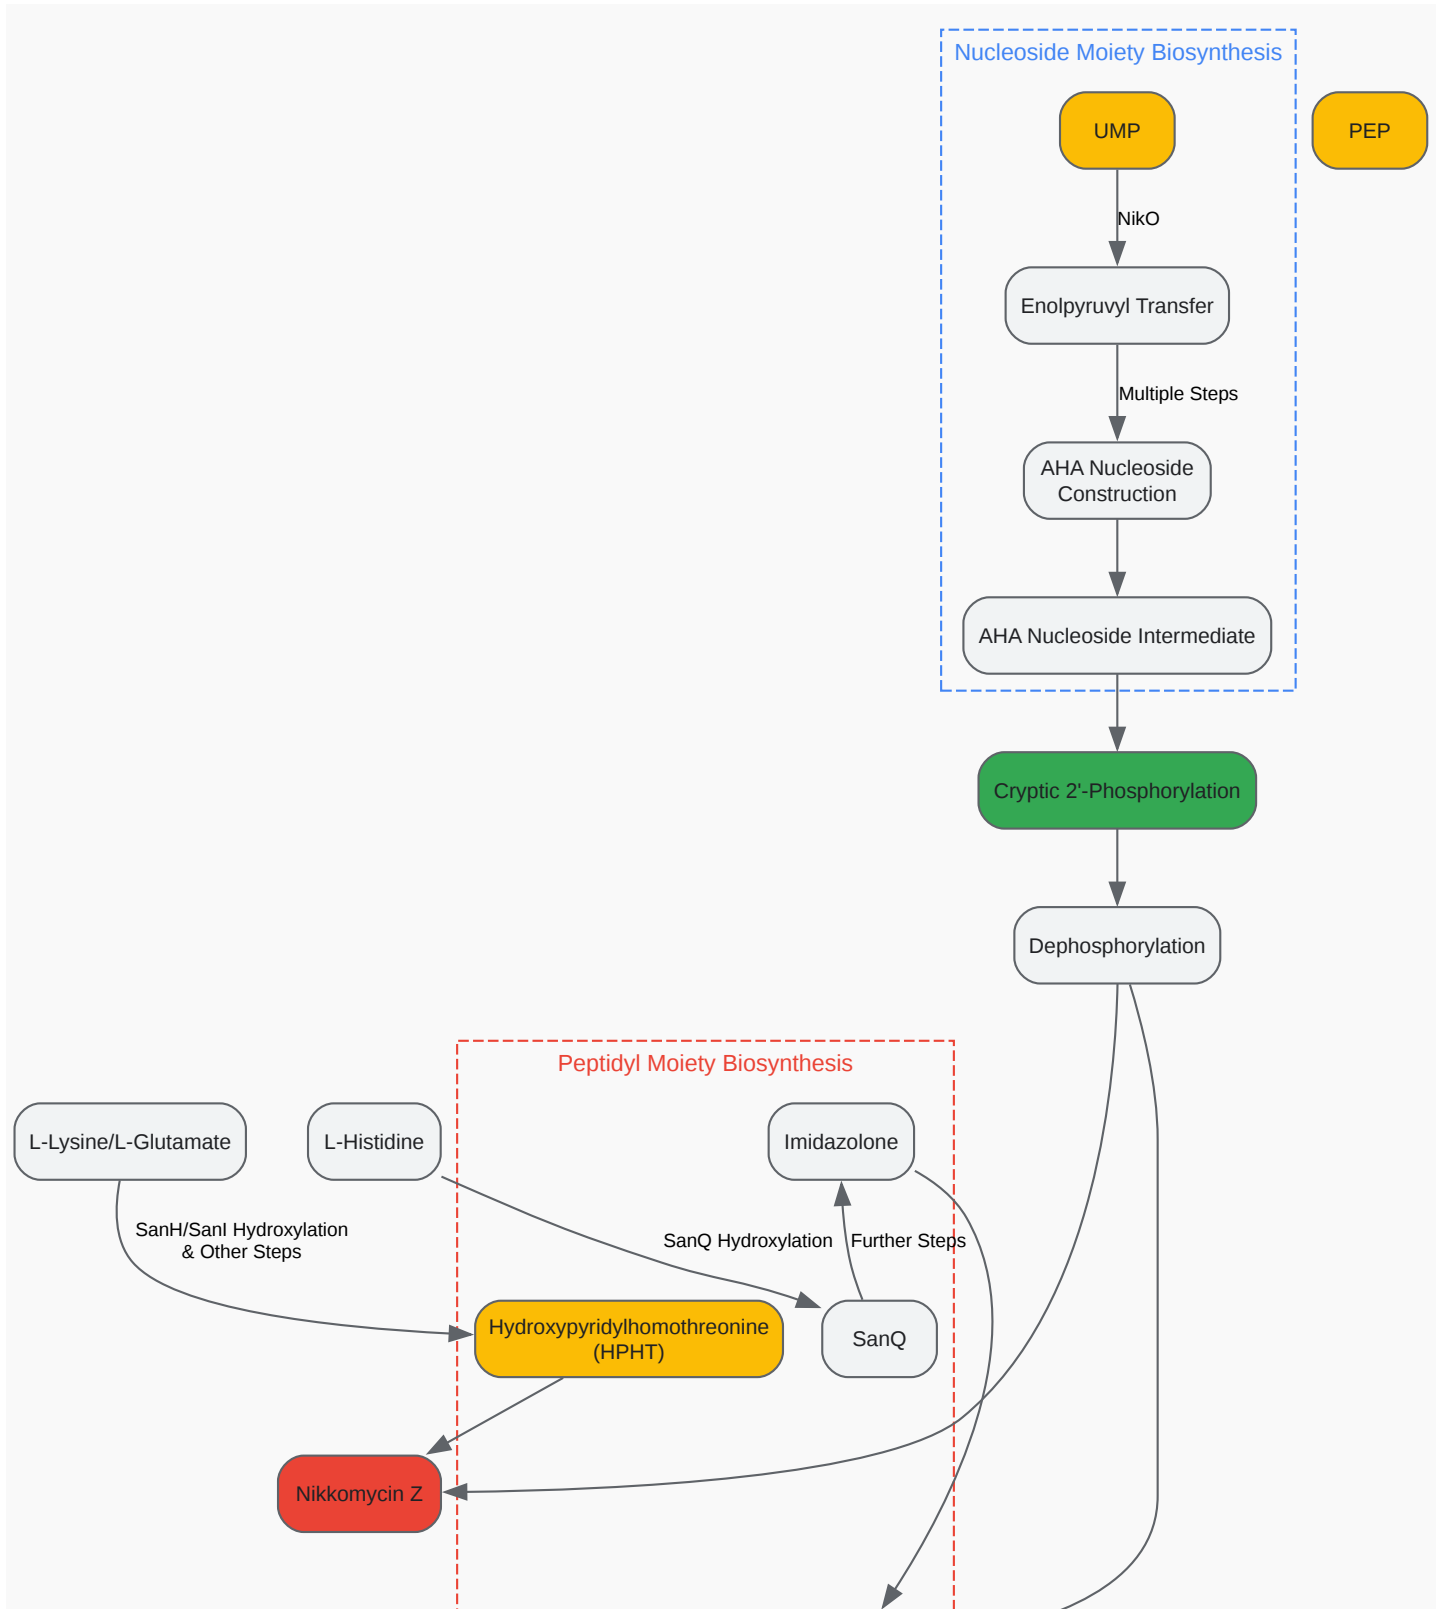 Nucleoside Moiety Biosynthesis
UMP
PEP
NikO
Enolpyruvyl Transfer
Multiple Steps
AHA Nucleoside
Construction
AHA Nucleoside Intermediate
Cryptic 2'-Phosphorylation
Dephosphorylation
Peptidyl Moiety Biosynthesis
L-Lysine/L-Glutamate
L-Histidine
Imidazolone
SanH/SanI Hydroxylation
& Other Steps
SanQ Hydroxylation
Further Steps
Hydroxypyridylhomothreonine
(HPHT)
SanQ
Nikkomycin Z